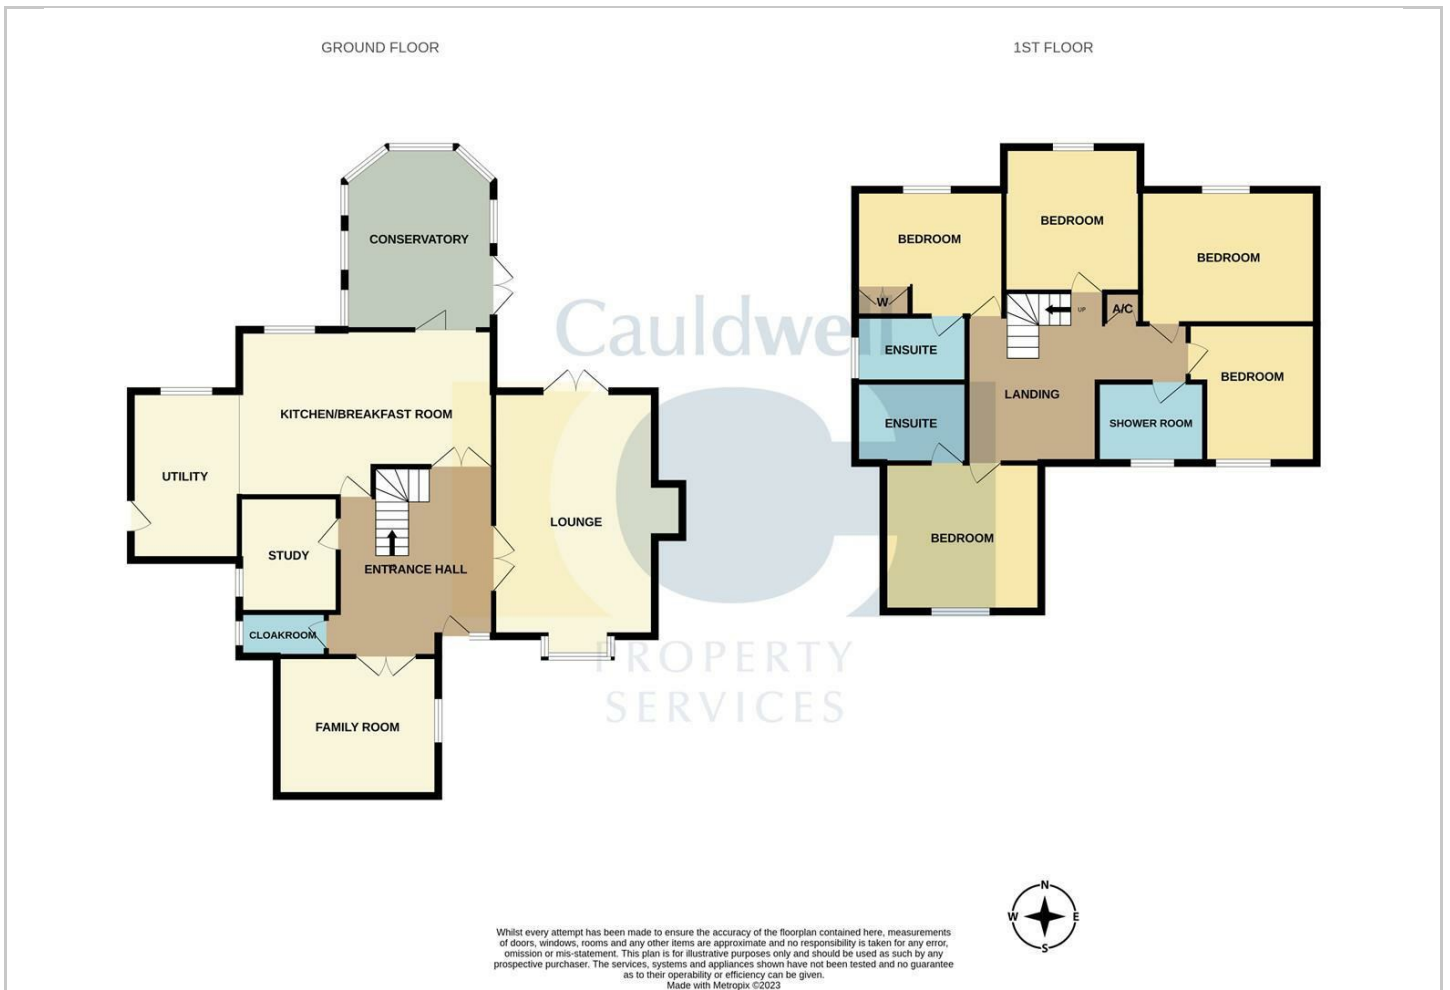 GROUND FLOOR
1ST FLOOR
CONSERVATORY
KITCHEN/BREAKFAST ROOM
UTILITY
STUDY
LOUNGE
ENTRANCE HALL
CLOAKROOM
FAMILY ROOM
BEDROOM
BEDROOM
BEDROOM
W
UP
A/C
ENSUITE
BEDROOM
LANDING
ENSUITE
SHOWER ROOM
BEDROOM
Cauldwell
PROPERTY
SERVICES
N
W E
S
Whilst every attempt has been made to ensure the accuracy of the floorplan contained here, measurements
of doors, windows, rooms and any other items are approximate and no responsibility is taken for any error,
omission or mis-statement. This plan is for illustrative purposes only and should be used as such by any
prospective purchaser. The services, systems and appliances shown have not been tested and no guarantee
as to their operability or efficiency can be given.
Made with Metropix ©2023